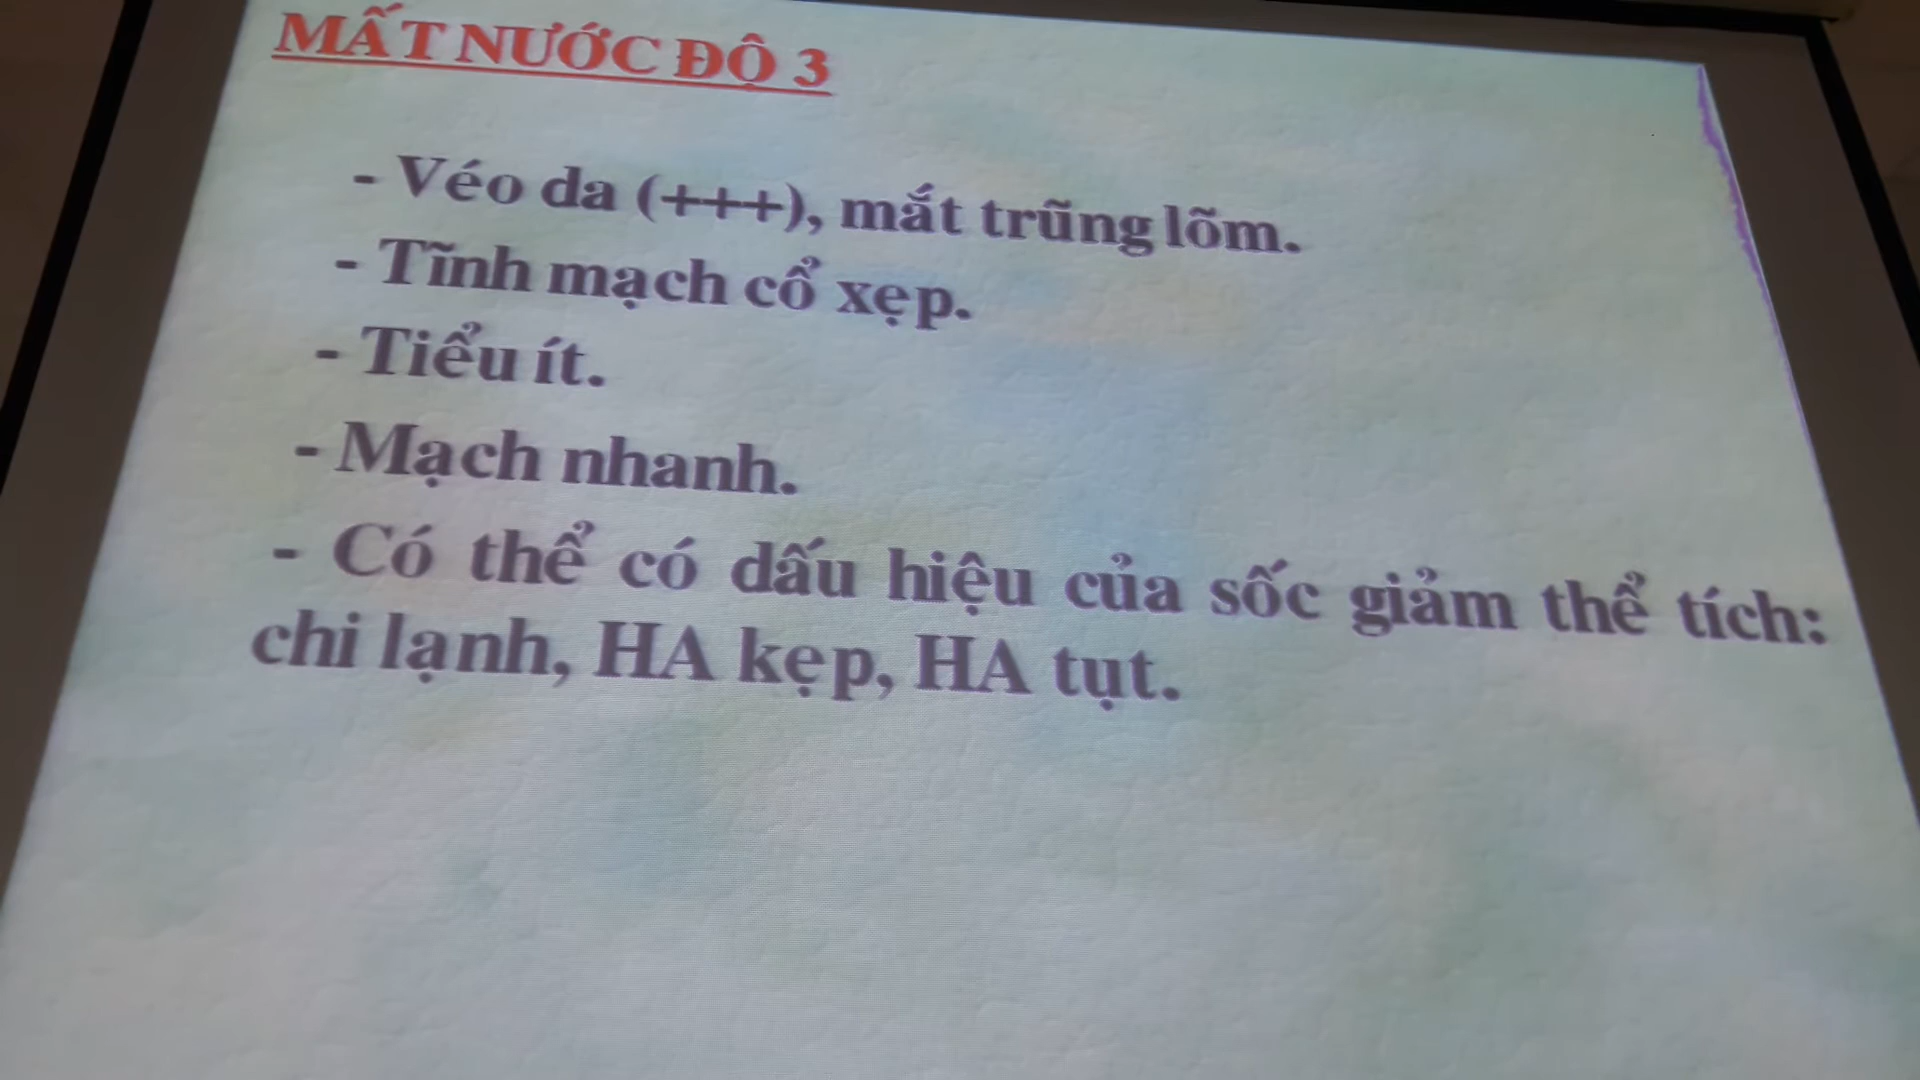 MẤT NƯỚC ĐỘ 3
- Véo da (+++), mắt trũng lõm.
- Tĩnh mạch cổ xẹp.
- Tiểu ít.
- Mạch nhanh.
- Có thể có dấu hiệu của sốc giảm thể tích:
chi lạnh, HA kẹp, HA tụt.